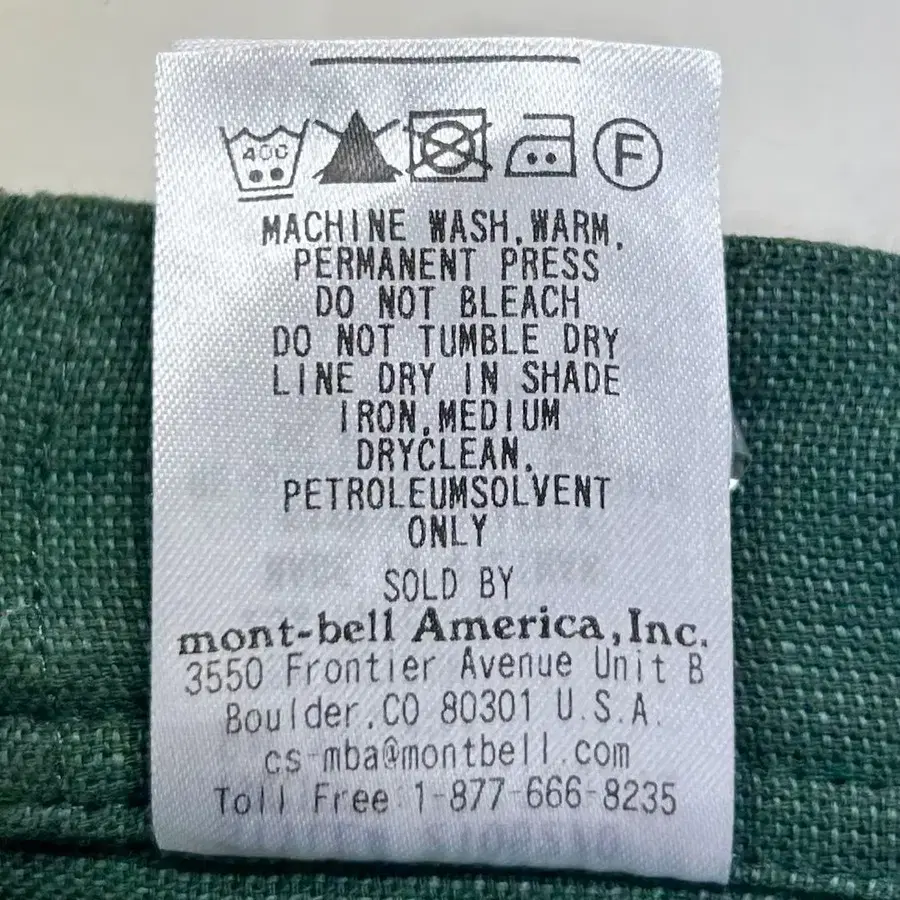 40C
F
MACHINE WASH,WARM,
PERMANENT PRESS
DO NOT BLEACH
DO NOT TUMBLE DRY
LINE DRY IN SHADE
IRON,MEDIUM
DRYCLEAN,
PETROLEUMSOLVENT
ONLY
SOLD BY
mont-bell America,Inc.
3550 Frontier Avenue Unit B
Boulder,CO 80301 U.S.A.
cs-mba@montbell.com
Toll Free 1-877-666-8235